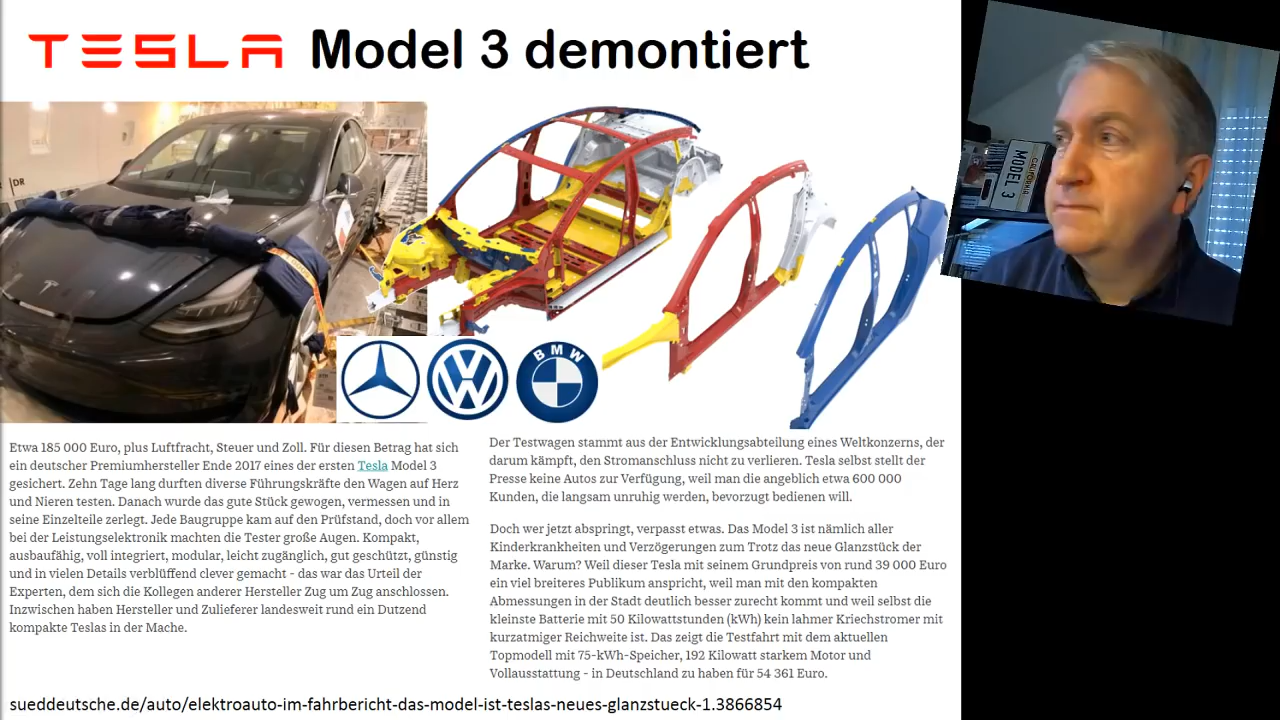 TESLA Model 3 demontiert
DR
BMW
CALIFORNIA
MODEL 3
Etwa 185 000 Euro, plus Luftfracht, Steuer und Zoll. Für diesen Betrag hat sich
ein deutscher Premiumhersteller Ende 2017 eines der ersten Tesla Model 3
gesichert. Zehn Tage lang durften diverse Führungskräfte den Wagen auf Herz
und Nieren testen. Danach wurde das gute Stück gewogen, vermessen und in
seine Einzelteile zerlegt. Jede Baugruppe kam auf den Prüfstand, doch vor allem
bei der Leistungselektronik machten die Tester große Augen. Kompakt,
ausbaufähig, voll integriert, modular, leicht zugänglich, gut geschützt, günstig
und in vielen Details verblüffend clever gemacht - das war das Urteil der
Experten, dem sich die Kollegen anderer Hersteller Zug um Zug anschlossen.
Inzwischen haben Hersteller und Zulieferer landesweit rund ein Dutzend
kompakte Teslas in der Mache.
Der Testwagen stammt aus der Entwicklungsabteilung eines Weltkonzerns, der
darum kämpft, den Stromanschluss nicht zu verlieren. Tesla selbst stellt der
Presse keine Autos zur Verfügung, weil man die angeblich etwa 600 000
Kunden, die langsam unruhig werden, bevorzugt bedienen will.
Doch wer jetzt abspringt, verpasst etwas. Das Model 3 ist nämlich aller
Kinderkrankheiten und Verzögerungen zum Trotz das neue Glanzstück der
Marke. Warum? Weil dieser Tesla mit seinem Grundpreis von rund 39 000 Euro
ein viel breiteres Publikum anspricht, weil man mit den kompakten
Abmessungen in der Stadt deutlich besser zurecht kommt und weil selbst die
kleinste Batterie mit 50 Kilowattstunden (kWh) kein lahmer Kriechstromer mit
kurzatmiger Reichweite ist. Das zeigt die Testfahrt mit dem aktuellen
Topmodell mit 75-kWh-Speicher, 192 Kilowatt starkem Motor und
Vollausstattung - in Deutschland zu haben für 54 361 Euro.
sueddeutsche.de/auto/elektroauto-im-fahrbericht-das-model-ist-teslas-neues-glanzstueck-1.3866854